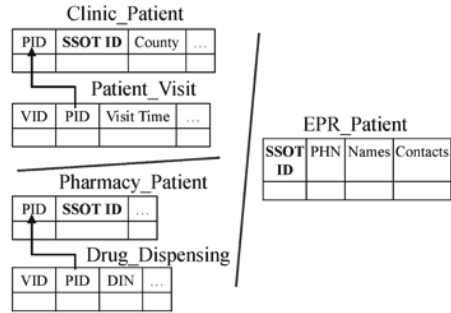 Clinic_Patient
PID SSOT ID County ...
Patient_Visit
VID PID Visit Time ...
Pharmacy_Patient
PID SSOT ID ...
Drug_Dispensing
VID PID DIN ...
EPR_Patient
SSOT ID PHN Names Contacts